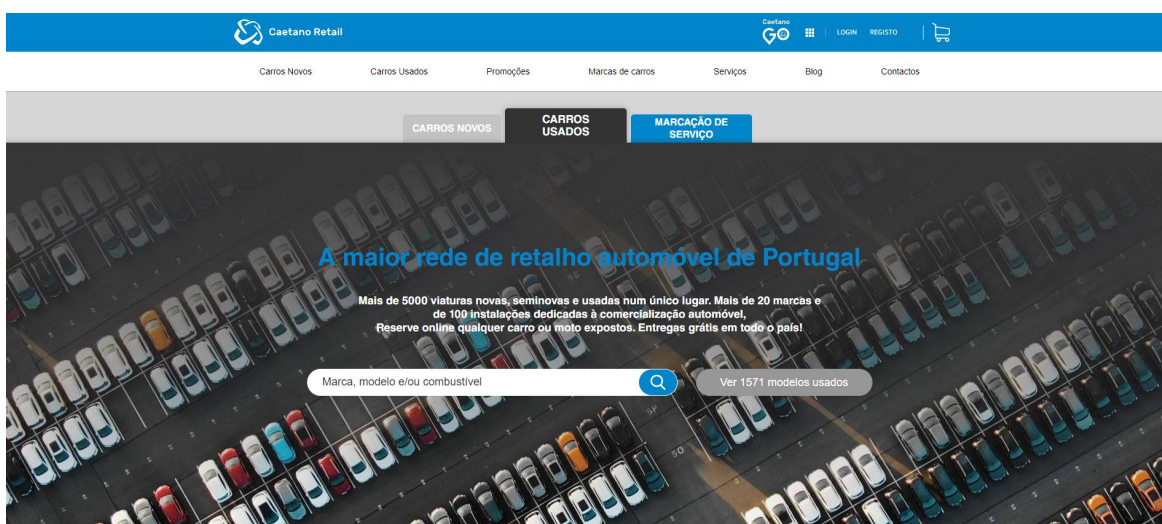 Caetano Retail
Caetano
GO
LOGIN REGISTO
Carros Novos Carros Usados Promoções Marcas de carros Serviços Blog Contactos
CARROS NOVOS
CARROS
USADOS
MARCAÇÃO DE
SERVIÇO
A maior rede de retalho automóvel de Portugal
Mais de 5000 viaturas novas, seminovas e usadas num único lugar. Mais de 20 marcas e
de 100 instalações dedicadas à comercialização automóvel,
Reserve online qualquer carro ou moto expostos. Entregas grátis em todo o país!
Marca, modelo e/ou combustível
Ver 1571 modelos usados